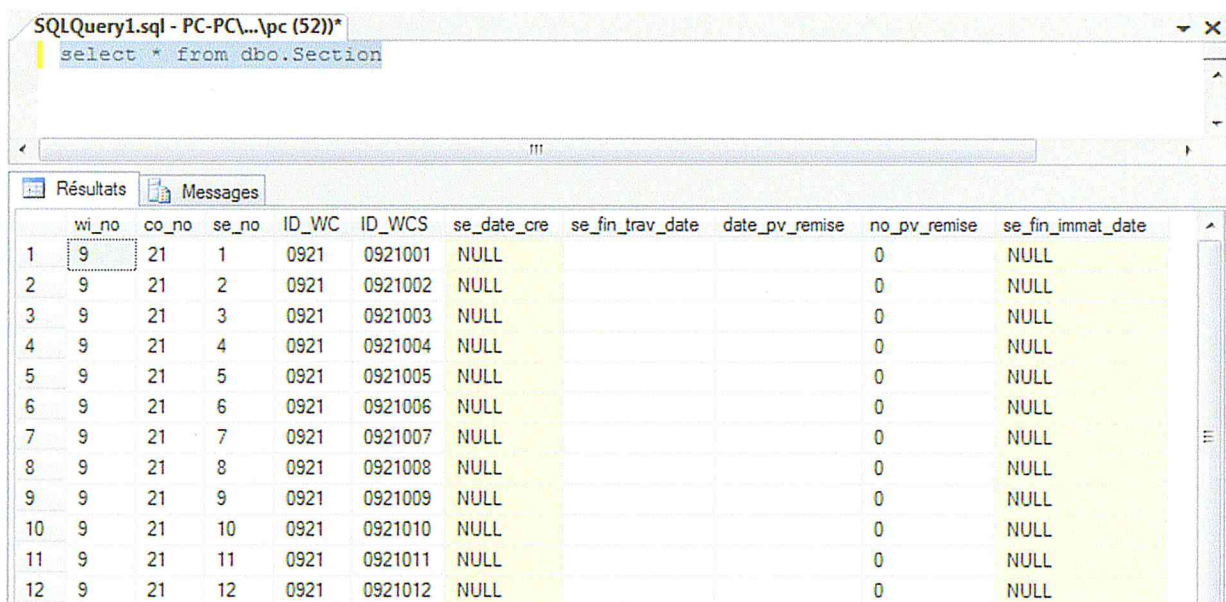 SQLQuery1.sql - PC-PC\...\pc (52))*
select * from dbo.Section
Résultats Messages
wi_no co_no se_no ID_WC ID_WCS se_date_cre se_fin_trav_date date_pv_remise no_pv_remise se_fin_immat_date
1 9 21 1 0921 0921001 NULL 0 NULL
2 9 21 2 0921 0921002 NULL 0 NULL
3 9 21 3 0921 0921003 NULL 0 NULL
4 9 21 4 0921 0921004 NULL 0 NULL
5 9 21 5 0921 0921005 NULL 0 NULL
6 9 21 6 0921 0921006 NULL 0 NULL
7 9 21 7 0921 0921007 NULL 0 NULL
8 9 21 8 0921 0921008 NULL 0 NULL
9 9 21 9 0921 0921009 NULL 0 NULL
10 9 21 10 0921 0921010 NULL 0 NULL
11 9 21 11 0921 0921011 NULL 0 NULL
12 9 21 12 0921 0921012 NULL 0 NULL